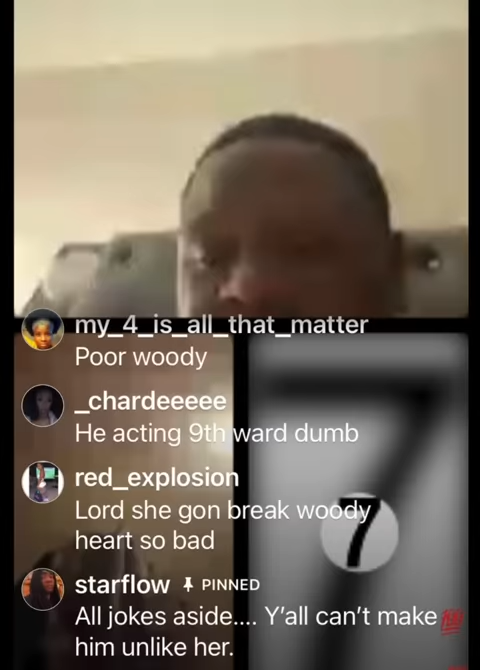 my_4_is_all_that_matter
Poor woody
_chardeeeee
He acting 9th ward dumb
red_explosion
Lord she gon break woody
heart so bad
7
starflow PINNED
All jokes aside.... Y'all can't make💯
him unlike her.